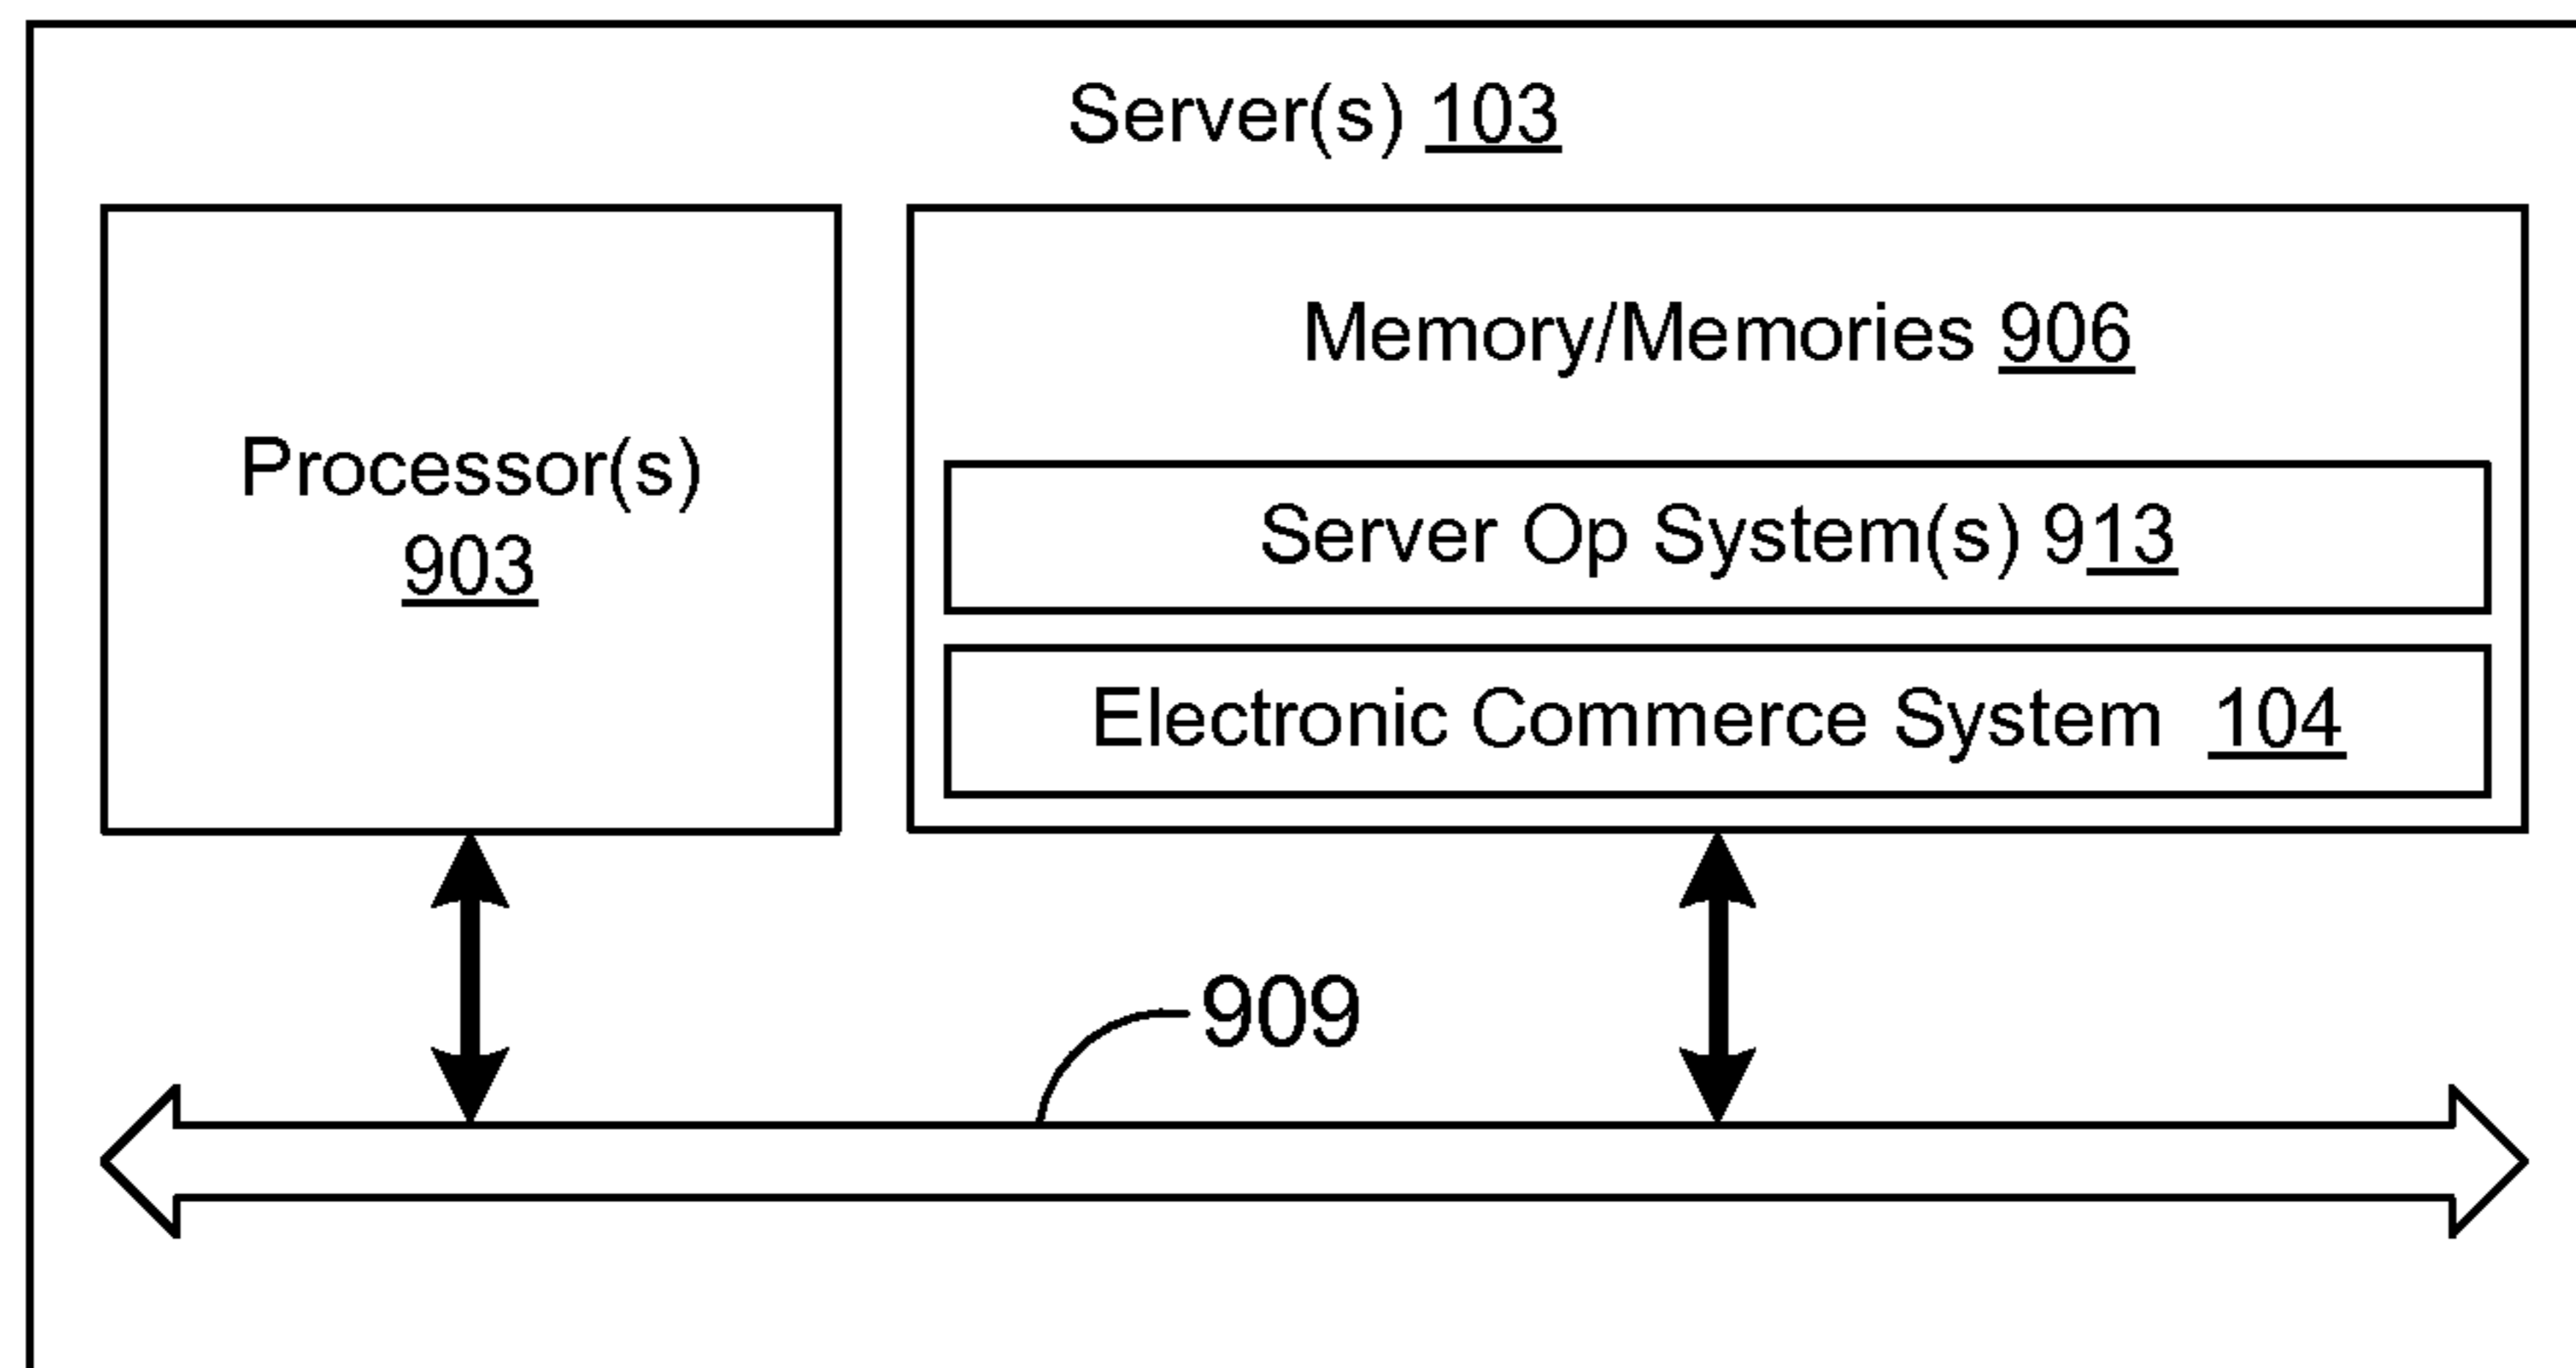 Server(s) 103
Processor(s)
903
Memory/Memories 906
Server Op System(s) 913
Electronic Commerce System 104
909